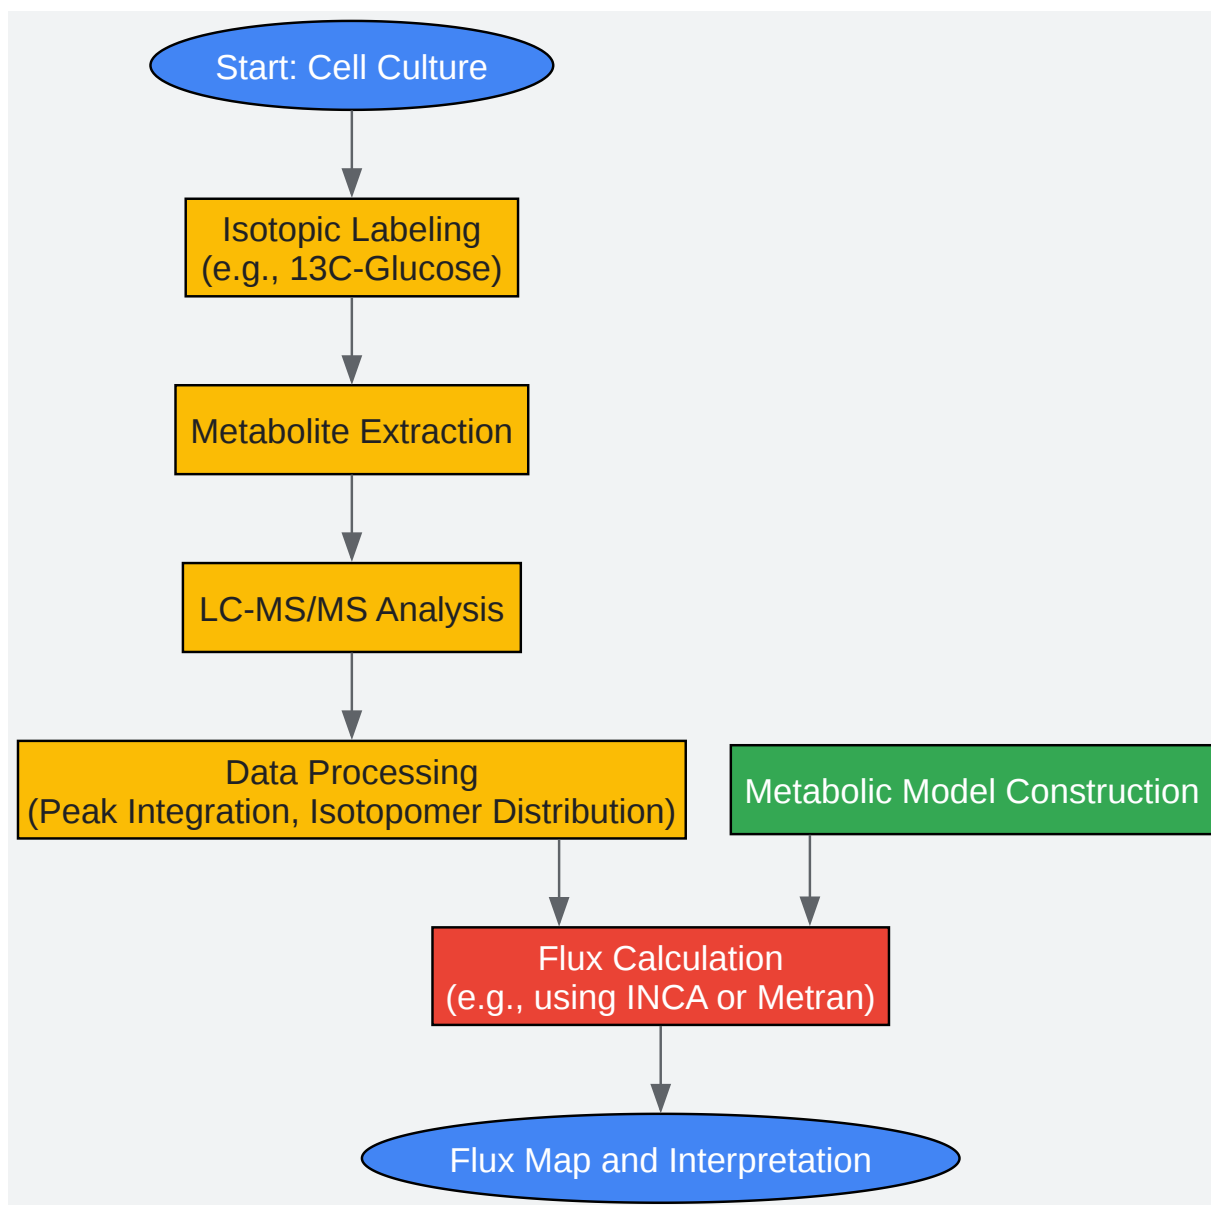 Start: Cell Culture
Isotopic Labeling
(e.g., 13C-Glucose)
Metabolite Extraction
LC-MS/MS Analysis
Data Processing
(Peak Integration, Isotopomer Distribution)
Metabolic Model Construction
Flux Calculation
(e.g., using INCA or Metran)
Flux Map and Interpretation